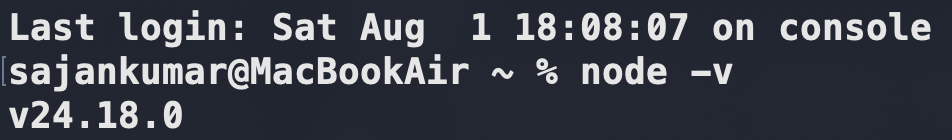 Last login: Sat Aug  1 18:08:07 on console
sajankumar@MacBookAir ~ % node -v
v24.18.0